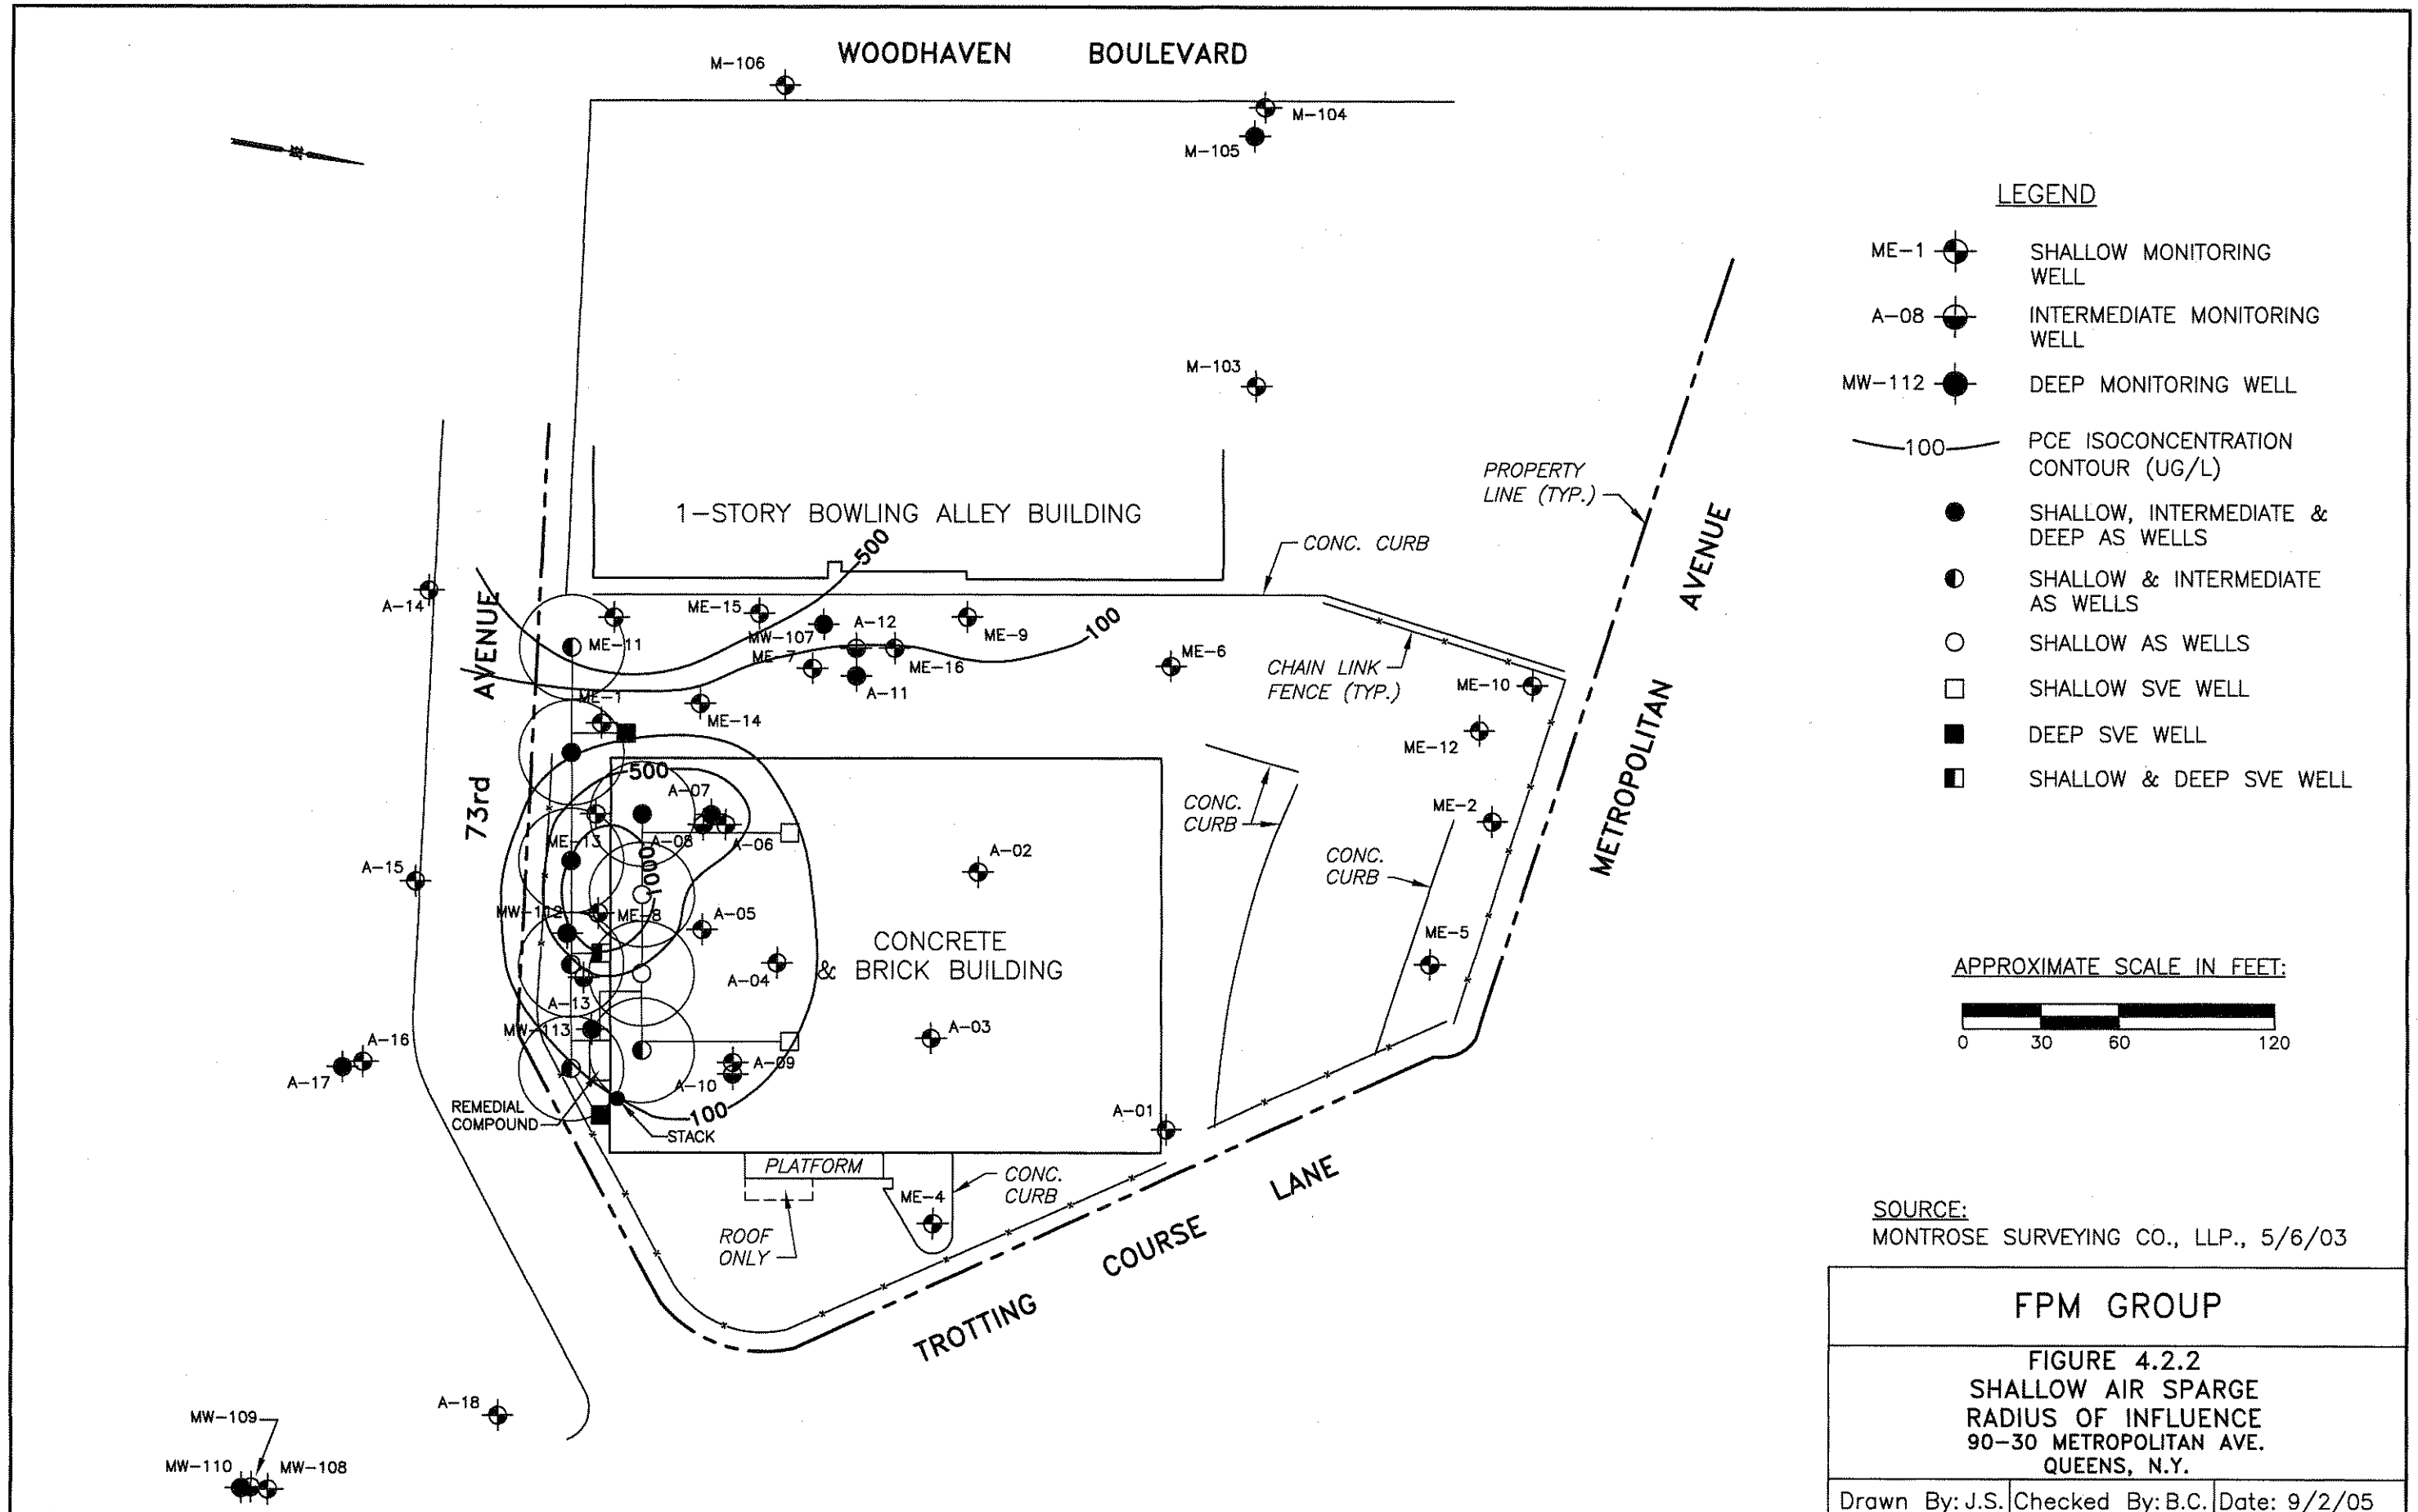 WOODHAVEN BOULEVARD
M-106
M-104
M-105
M-103
LEGEND
ME-1
SHALLOW MONITORING
WELL
A-08
INTERMEDIATE MONITORING
WELL
MW-112
DEEP MONITORING WELL
100
PCE ISOCONCENTRATION
CONTOUR (UG/L)
SHALLOW, INTERMEDIATE &
DEEP AS WELLS
SHALLOW & INTERMEDIATE
AS WELLS
SHALLOW AS WELLS
SHALLOW SVE WELL
DEEP SVE WELL
SHALLOW & DEEP SVE WELL
PROPERTY
LINE (TYP.)
1-STORY BOWLING ALLEY BUILDING
500
CONC. CURB
METROPOLITAN AVENUE
73rd AVENUE
A-14
ME-15
MW-107
A-12
ME-9
100
ME-11
ME-7
ME-16
A-11
ME-6
CHAIN LINK
FENCE (TYP.)
ME-10
ME-1
ME-14
ME-12
500
A-07
ME-13
A-08
A-06
1000
CONC.
CURB
ME-2
CONC.
CURB
A-02
A-15
MW-112
ME-8
A-05
CONCRETE
& BRICK BUILDING
A-04
ME-5
A-13
MW-113
A-03
A-16
A-17
A-09
A-10
100
REMEDIAL
COMPOUND
STACK
A-01
PLATFORM
CONC.
CURB
ME-4
ROOF
ONLY
TROTTING COURSE LANE
A-18
MW-109
MW-110
MW-108
APPROXIMATE SCALE IN FEET:
0 30 60 120
SOURCE:
MONTROSE SURVEYING CO., LLP., 5/6/03
FPM GROUP
FIGURE 4.2.2
SHALLOW AIR SPARGE
RADIUS OF INFLUENCE
90-30 METROPOLITAN AVE.
QUEENS, N.Y.
Drawn By: J.S. Checked By: B.C. Date: 9/2/05